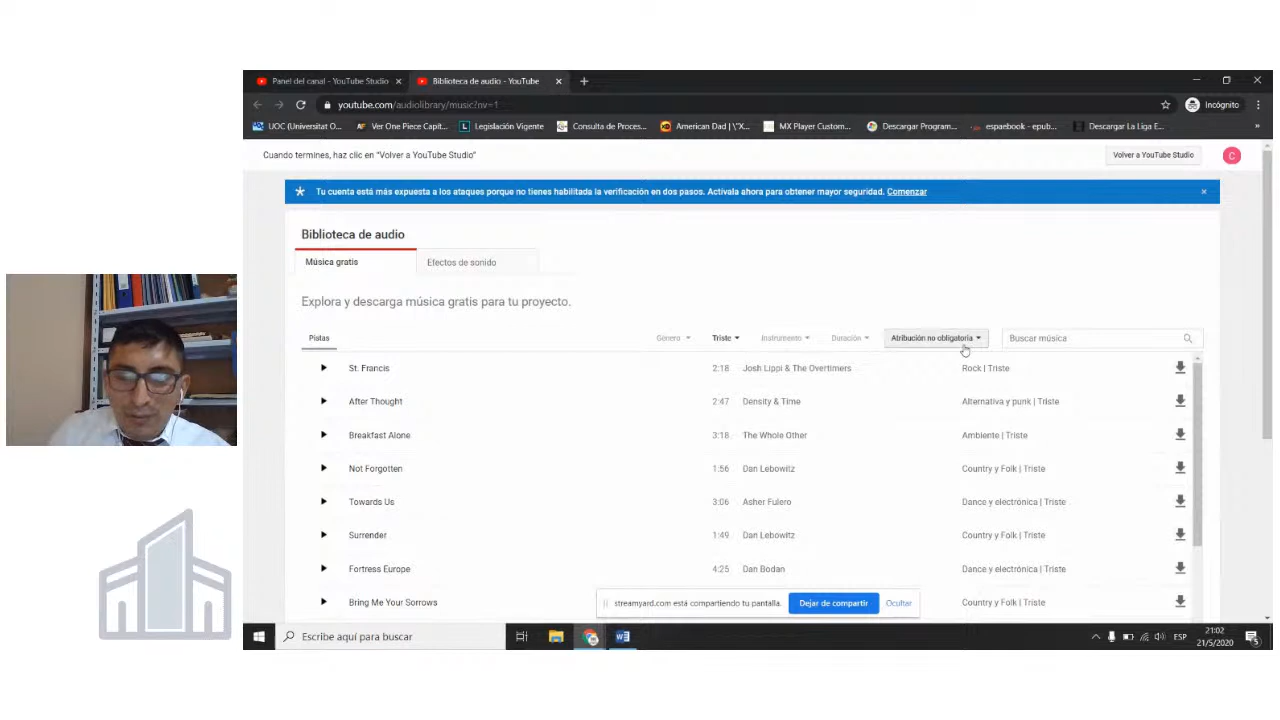 Panel del canal - YouTube Studio
Biblioteca de audio - YouTube
youtube.com/audiolibrary/music?nv=1
Incógnito
UOC (Universitat O...
Ver One Piece Capít...
Legislación Vigente
Consulta de Proces...
American Dad | \"X...
MX Player Custom...
Descargar Program...
espaebook - epub...
Descargar La Liga E...
Cuando termines, haz clic en "Volver a YouTube Studio"
Volver a YouTube Studio
C
Tu cuenta está más expuesta a los ataques porque no tienes habilitada la verificación en dos pasos. Actívala ahora para obtener mayor seguridad. Comenzar
Biblioteca de audio
Música gratis
Efectos de sonido
Explora y descarga música gratis para tu proyecto.
Pistas
Género
Triste
Instrumento
Duración
Atribución no obligatoria
Buscar música
St. Francis 2:18 Josh Lippi & The Overtimers Rock | Triste
After Thought 2:47 Density & Time Alternativa y punk | Triste
Breakfast Alone 3:18 The Whole Other Ambiente | Triste
Not Forgotten 1:56 Dan Lebowitz Country y Folk | Triste
Towards Us 3:06 Asher Fulero Dance y electrónica | Triste
Surrender 1:49 Dan Lebowitz Country y Folk | Triste
Fortress Europe 4:25 Dan Bodan Dance y electrónica | Triste
Bring Me Your Sorrows Country y Folk | Triste
streamyard.com está compartiendo tu pantalla.
Dejar de compartir
Ocultar
Escribe aquí para buscar
ESP
21:02
21/5/2020
5